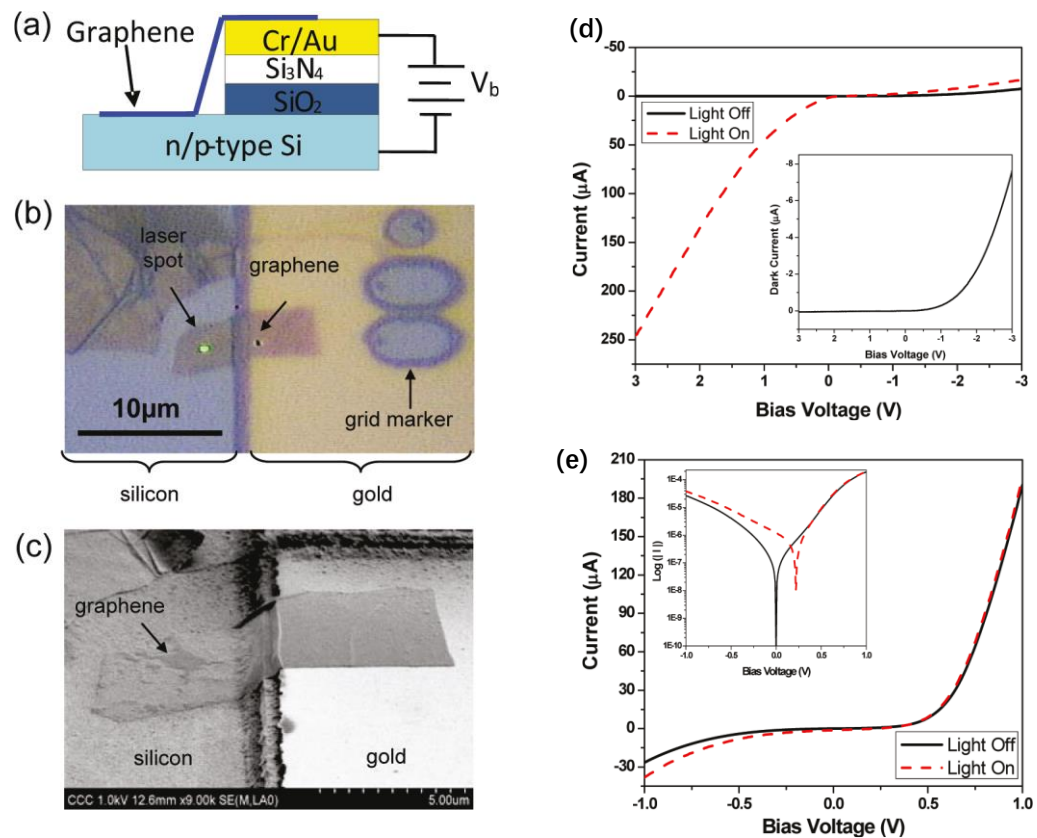 (a)
Graphene
Cr/Au
Si₃N₄
SiO₂
n/p-type Si
V_b
(b)
laser
spot
graphene
10μm
grid marker
silicon
gold
(c)
graphene
silicon
gold
CCC 1.0kV 12.6mm x9.00k SE(M,LA0)
5.00um
(d)
Current (μA)
-50
0
50
100
150
200
250
Light Off
Light On
Dark Current (μA)
-8
-6
-4
-2
0
3 2 1 0 -1 -2 -3
Bias Voltage (V)
3 2 1 0 -1 -2 -3
Bias Voltage (V)
(e)
Current (μA)
210
180
150
120
90
60
30
0
-30
Log (| I |)
1E-4
1E-5
1E-6
1E-7
1E-8
1E-9
1E-10
-1.0 -0.5 0.0 0.5 1.0
Bias Voltage (V)
Light Off
Light On
-1.0 -0.5 0.0 0.5 1.0
Bias Voltage (V)